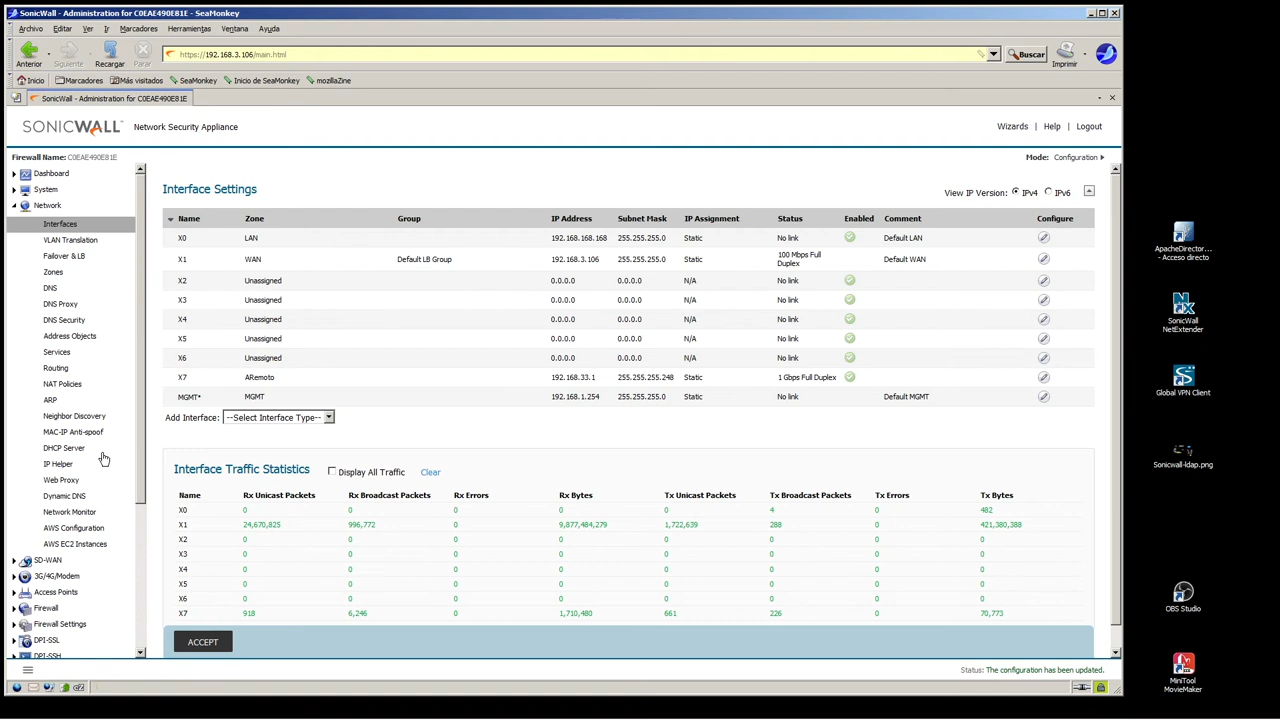 SonicWall - Administration for C0EAE490E81E - SeaMonkey
Archivo Editar Ver Ir Marcadores Herramientas Ventana Ayuda
Anterior Siguiente Recargar Parar https://192.168.3.106/main.html Buscar Imprimir
Inicio Marcadores Más visitados SeaMonkey Inicio de SeaMonkey mozillaZine
SonicWall - Administration for C0EAE490E81E
SONICWALL Network Security Appliance Wizards | Help | Logout
Firewall Name: C0EAE490E81E Mode: Configuration
Dashboard
System
Network
Interfaces
VLAN Translation
Failover & LB
Zones
DNS
DNS Proxy
DNS Security
Address Objects
Services
Routing
NAT Policies
ARP
Neighbor Discovery
MAC-IP Anti-spoof
DHCP Server
IP Helper
Web Proxy
Dynamic DNS
Network Monitor
AWS Configuration
AWS EC2 Instances
SD-WAN
3G/4G/Modem
Access Points
Firewall
Firewall Settings
DPI-SSL
DPI-SSH
Interface Settings View IP Version: IPv4 IPv6
Name Zone Group IP Address Subnet Mask IP Assignment Status Enabled Comment Configure
X0 LAN 192.168.168.168 255.255.255.0 Static No link Default LAN
X1 WAN Default LB Group 192.168.3.106 255.255.255.0 Static 100 Mbps Full Duplex Default WAN
X2 Unassigned 0.0.0.0 0.0.0.0 N/A No link
X3 Unassigned 0.0.0.0 0.0.0.0 N/A No link
X4 Unassigned 0.0.0.0 0.0.0.0 N/A No link
X5 Unassigned 0.0.0.0 0.0.0.0 N/A No link
X6 Unassigned 0.0.0.0 0.0.0.0 N/A No link
X7 ARemoto 192.168.33.1 255.255.255.248 Static 1 Gbps Full Duplex
MGMT* MGMT 192.168.1.254 255.255.255.0 Static No link Default MGMT
Add Interface: --Select Interface Type--
Interface Traffic Statistics Display All Traffic Clear
Name Rx Unicast Packets Rx Broadcast Packets Rx Errors Rx Bytes Tx Unicast Packets Tx Broadcast Packets Tx Errors Tx Bytes
X0 0 0 0 0 0 4 0 482
X1 24,670,825 996,772 0 9,877,484,279 1,722,639 288 0 421,380,388
X2 0 0 0 0 0 0 0 0
X3 0 0 0 0 0 0 0 0
X4 0 0 0 0 0 0 0 0
X5 0 0 0 0 0 0 0 0
X6 0 0 0 0 0 0 0 0
X7 918 6,246 0 1,710,480 661 226 0 70,773
ACCEPT
Status: The configuration has been updated.
ApacheDirector...
- Acceso directo
SonicWall
NetExtender
Global VPN Client
Sonicwall-ldap.png
OBS Studio
MiniTool
MovieMaker